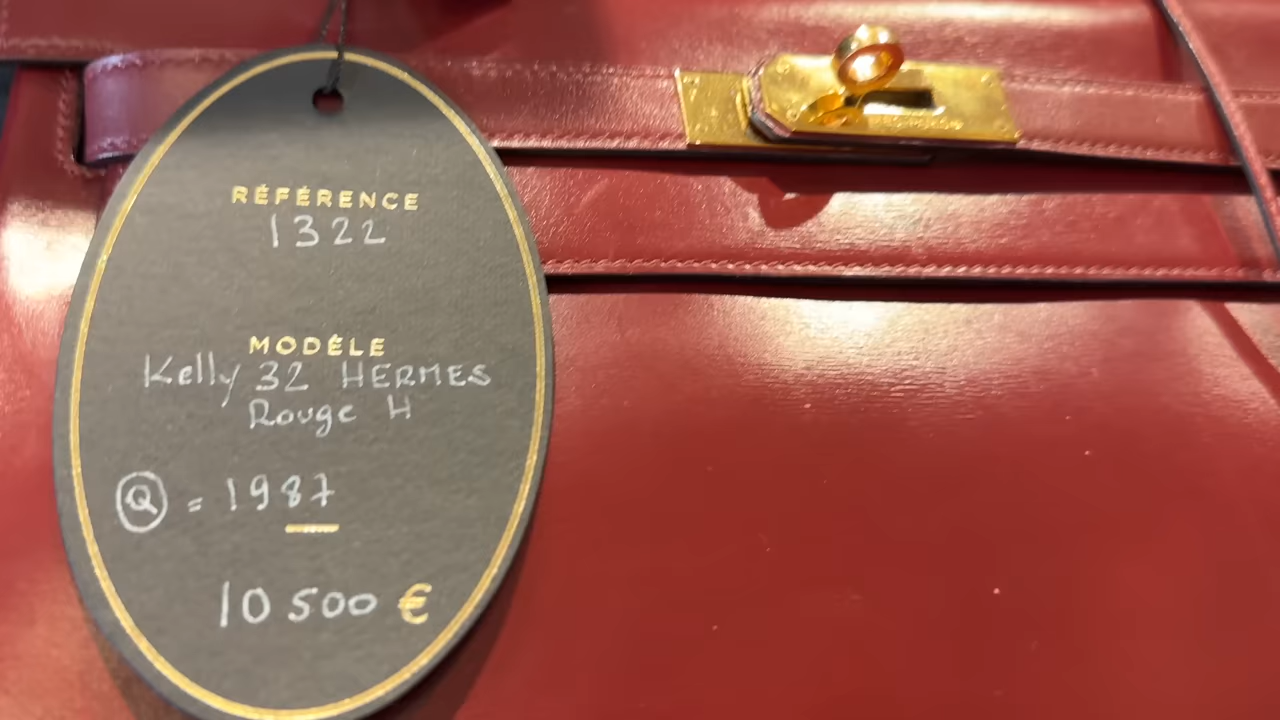 RÉFÉRENCE
1322
MODÈLE
Kelly 32 HERMES
Rouge H
Q = 1987
10 500 €